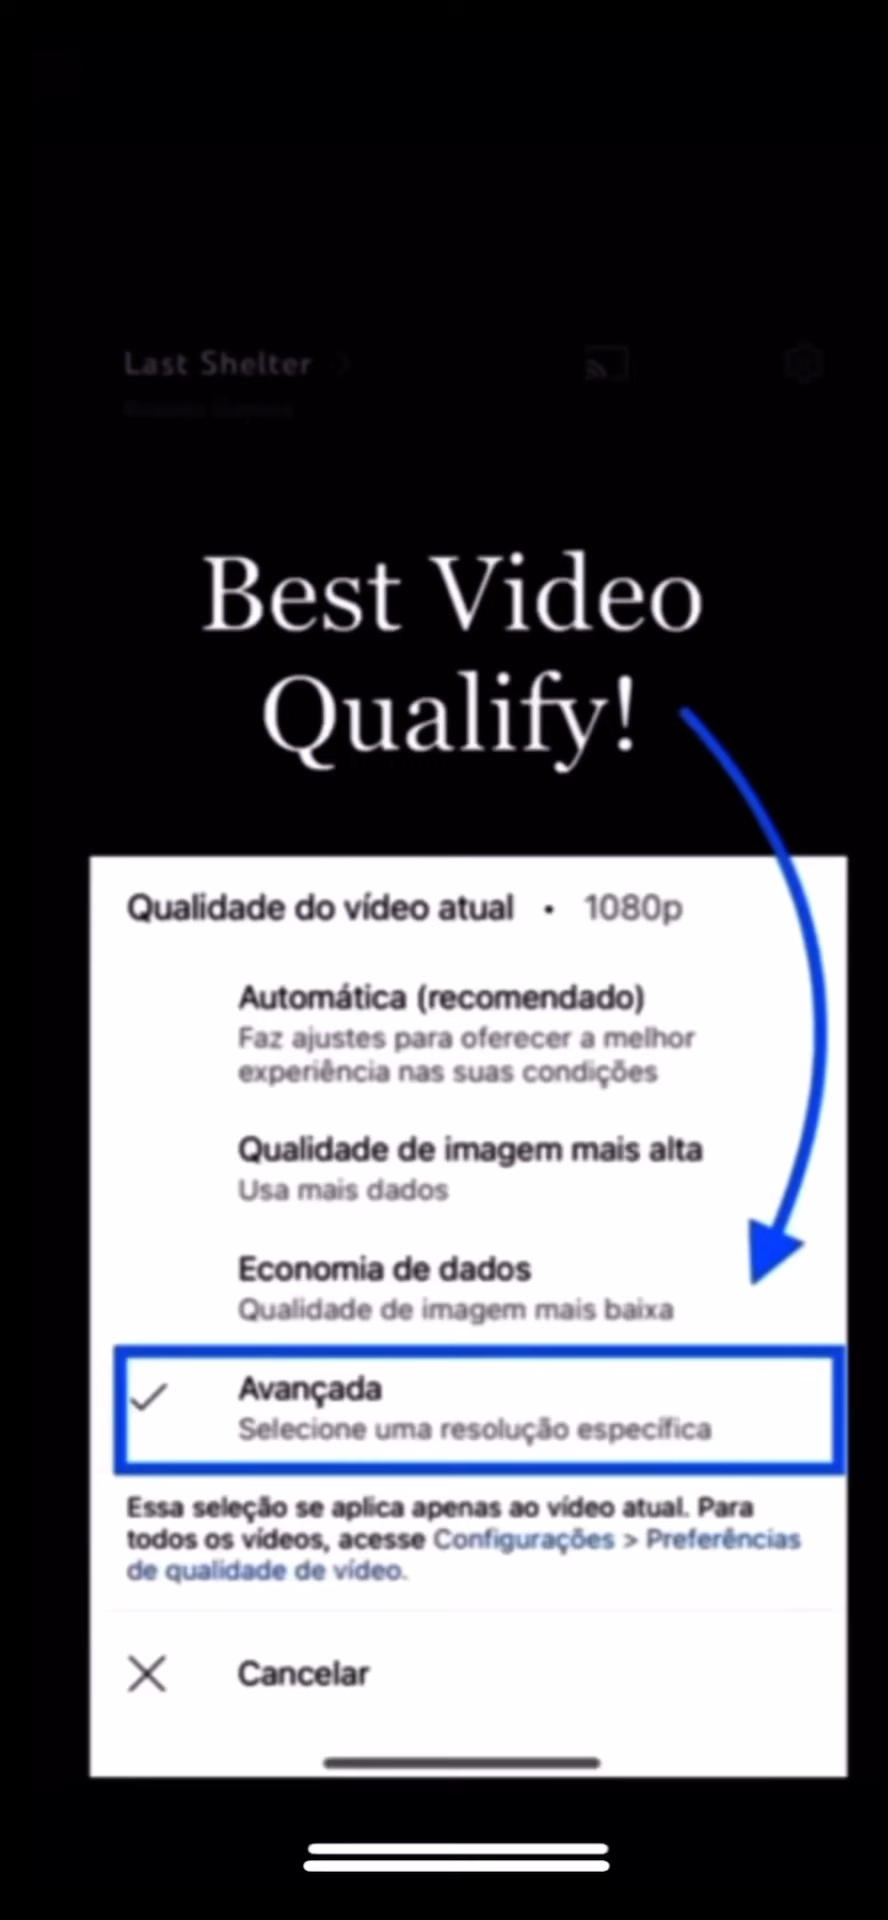 Last Shelter
Best Video
Qualify!
Qualidade do vídeo atual • 1080p
Automática (recomendado)
Faz ajustes para oferecer a melhor
experiência nas suas condições
Qualidade de imagem mais alta
Usa mais dados
Economia de dados
Qualidade de imagem mais baixa
Avançada
Selecione uma resolução específica
Essa seleção se aplica apenas ao vídeo atual. Para
todos os vídeos, acesse Configurações > Preferências
de qualidade de vídeo.
Cancelar